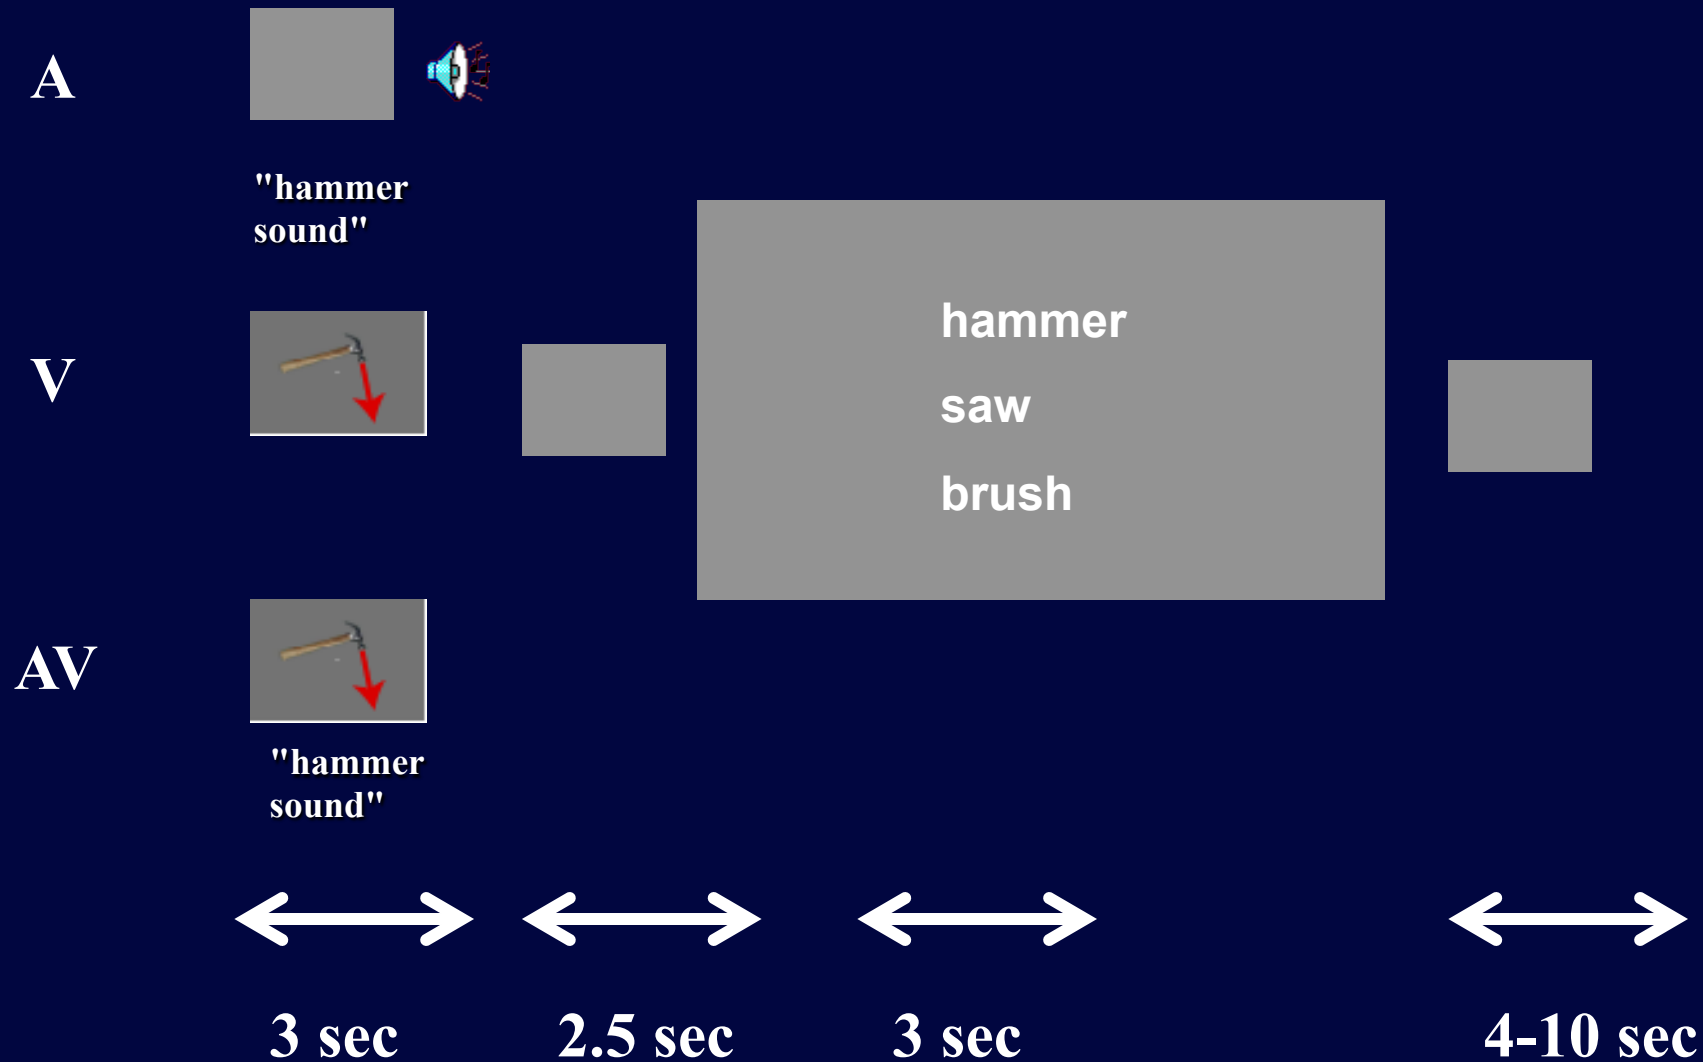 A
"hammer
sound"
V
hammer
saw
brush
AV
"hammer
sound"
3 sec
2.5 sec
3 sec
4-10 sec